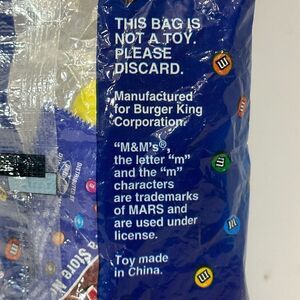 THIS BAG IS
NOT A TOY.
PLEASE
DISCARD.
Manufactured
for Burger King
Corporation.
"M&M's®,
the letter "m"
and the "m"
characters
are trademarks
of MARS and
are used under
license.
Toy made
in China.
a Store N
m
m
m
m
m